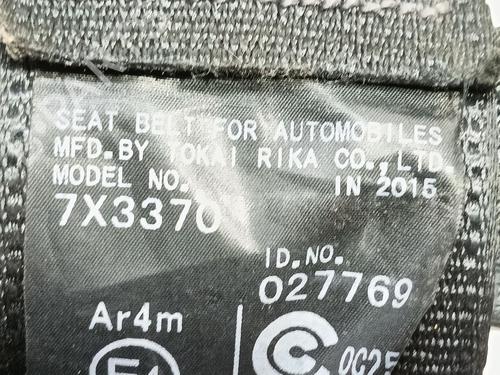 SEAT BELT FOR AUTOMOBILES
MFD.BY TOKAI RIKA CO.,LTD.
MODEL NO. IN 2015
7X3370
ID.NO.
027769
Ar4m
E4